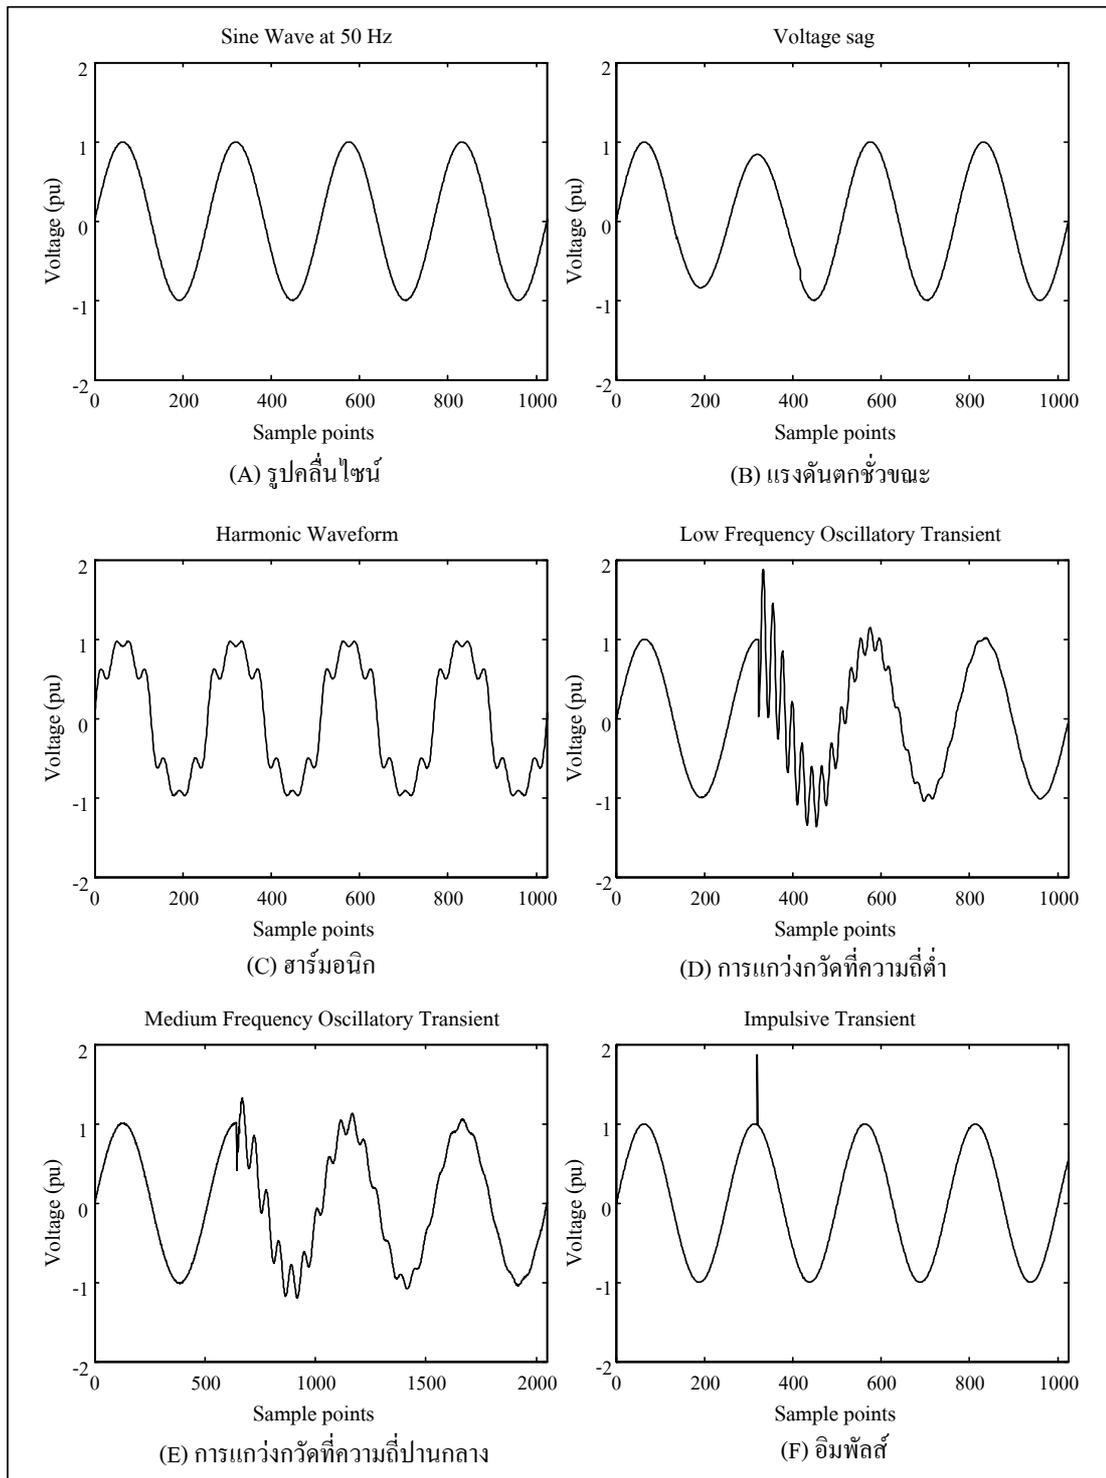 Sine Wave at 50 Hz
2
1
0
-1
-2
Voltage (pu)
0 200 400 600 800 1000
Sample points
(A) รูปคลื่นไซน์
Voltage sag
2
1
0
-1
-2
Voltage (pu)
0 200 400 600 800 1000
Sample points
(B) แรงดันตกชั่วขณะ
Harmonic Waveform
2
1
0
-1
-2
Voltage (pu)
0 200 400 600 800 1000
Sample points
(C) ฮาร์มอนิก
Low Frequency Oscillatory Transient
2
1
0
-1
-2
Voltage (pu)
0 200 400 600 800 1000
Sample points
(D) การแกว่งกวัดที่ความถี่ต่ำ
Medium Frequency Oscillatory Transient
2
1
0
-1
-2
Voltage (pu)
0 500 1000 1500 2000
Sample points
(E) การแกว่งกวัดที่ความถี่ปานกลาง
Impulsive Transient
2
1
0
-1
-2
Voltage (pu)
0 200 400 600 800 1000
Sample points
(F) อิมพัลส์